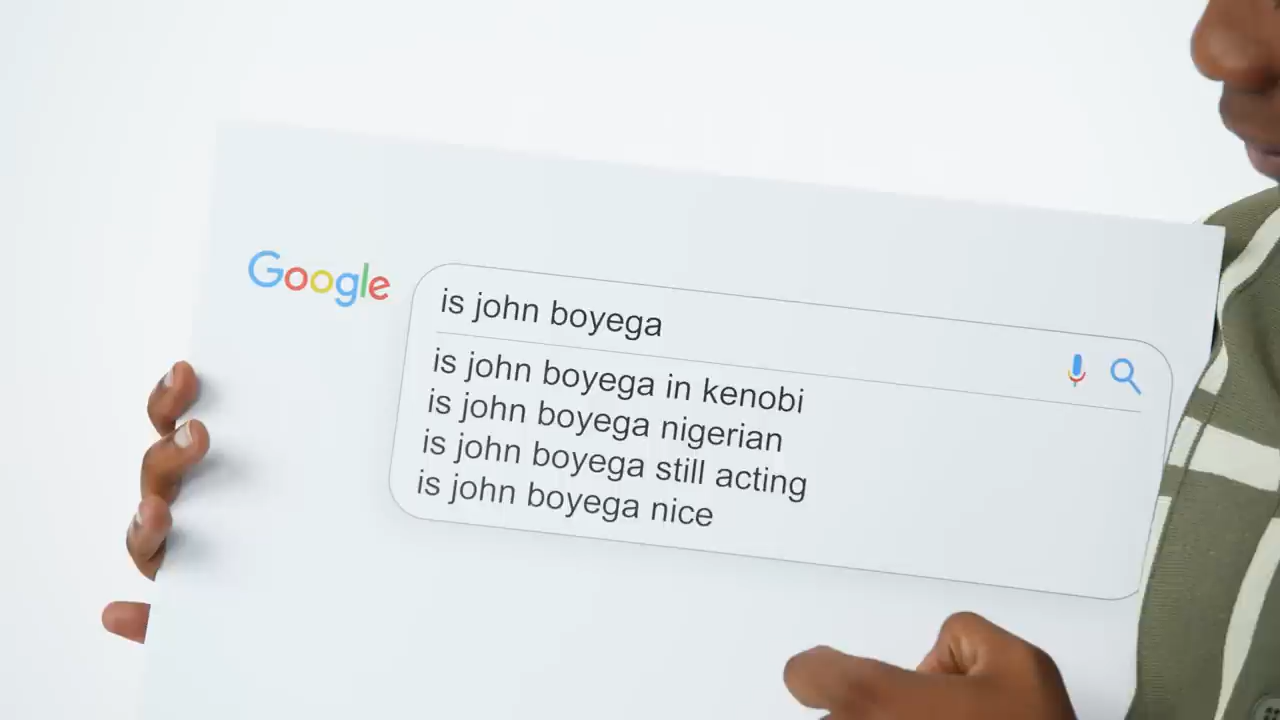 Google
is john boyega
is john boyega in kenobi
is john boyega nigerian
is john boyega still acting
is john boyega nice